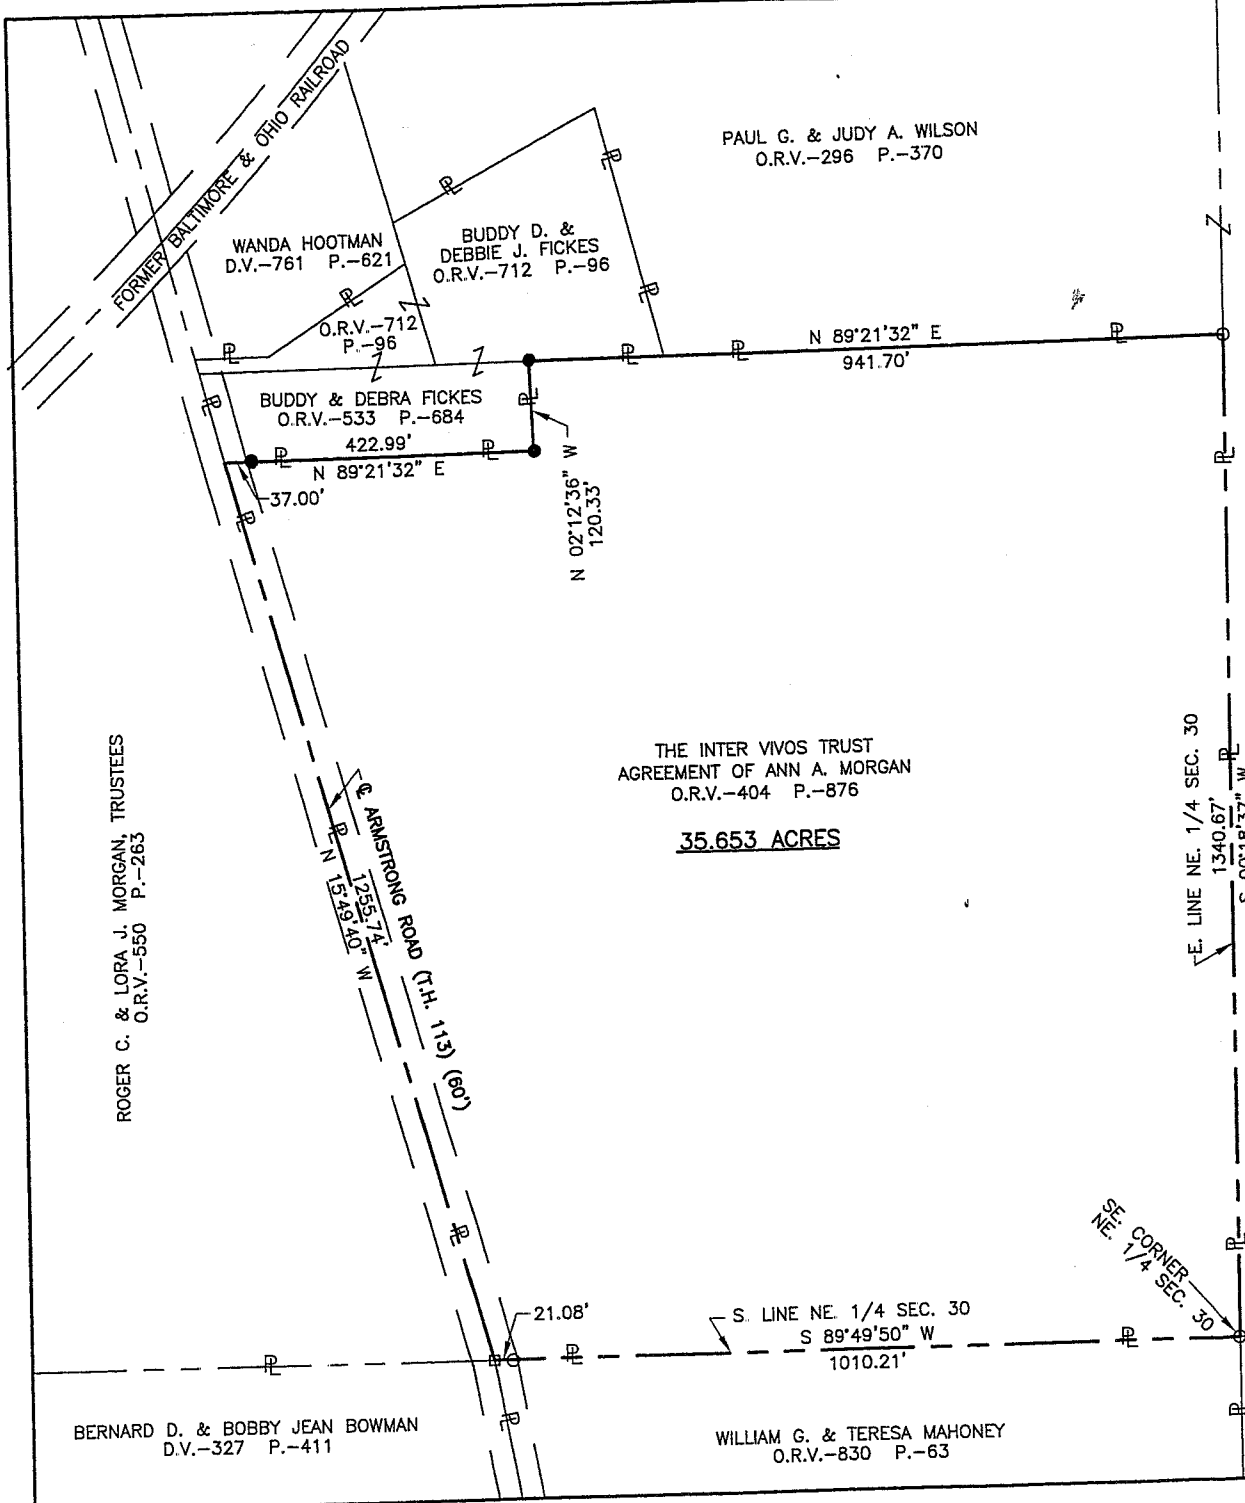 FORMER BALTIMORE & OHIO RAILROAD
PAUL G. & JUDY A. WILSON
O.R.V.-296 P.-370
WANDA HOOTMAN
D.V.-761 P.-621
BUDDY D. &
DEBBIE J. FICKES
O.R.V.-712 P.-96
O.R.V.-712
P.-96
N 89°21'32" E
941.70'
BUDDY & DEBRA FICKES
O.R.V.-533 P.-684
422.99'
N 89°21'32" E
37.00'
N 02°12'36" W
120.33'
THE INTER VIVOS TRUST
AGREEMENT OF ANN A. MORGAN
O.R.V.-404 P.-876
35.653 ACRES
ROGER C. & LORA J. MORGAN, TRUSTEES
O.R.V.-550 P.-263
℄ ARMSTRONG ROAD (T.H. 113) (60')
1255.74'
N 15°49'40" W
E. LINE NE. 1/4 SEC. 30
1340.67'
S 00°18'37" W
SE. CORNER
NE. 1/4 SEC. 30
21.08'
S. LINE NE. 1/4 SEC. 30
S 89°49'50" W
1010.21'
BERNARD D. & BOBBY JEAN BOWMAN
D.V.-327 P.-411
WILLIAM G. & TERESA MAHONEY
O.R.V.-830 P.-63